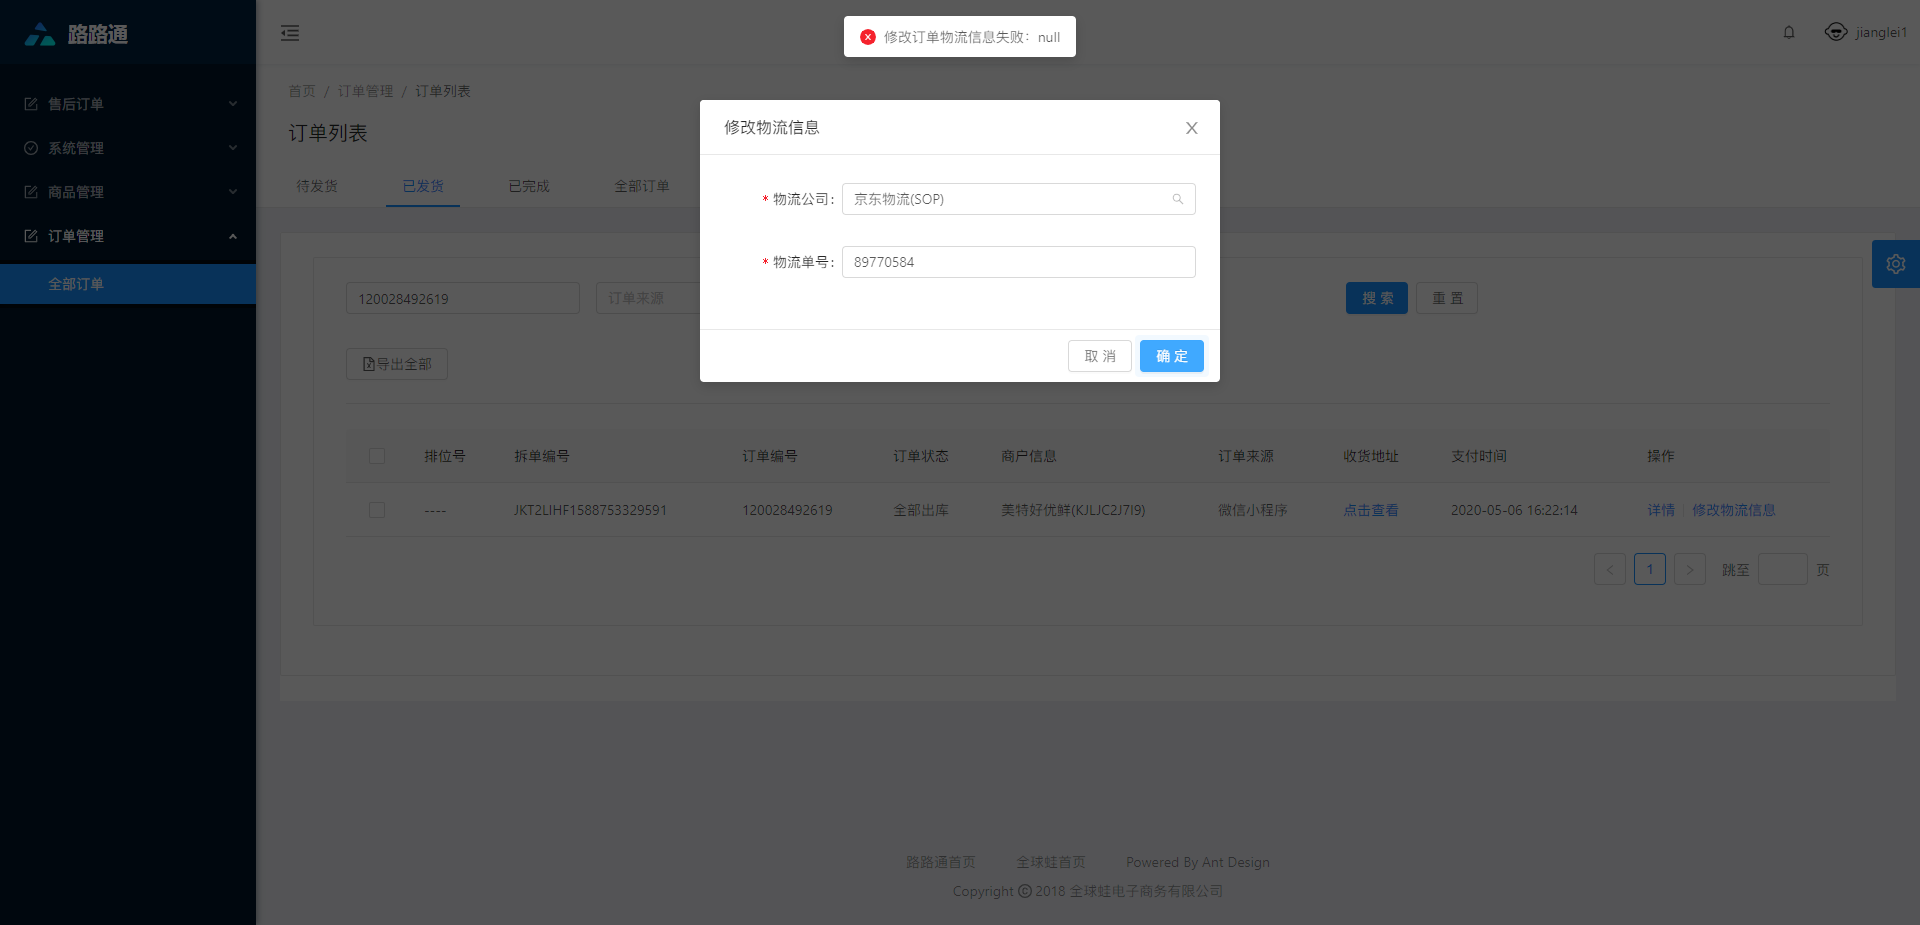 路路通
修改订单物流信息失败：null
jianglei1
售后订单
系统管理
商品管理
订单管理
全部订单
首页 / 订单管理 / 订单列表
订单列表
待发货 已发货 已完成 全部订单
修改物流信息
* 物流公司： 京东物流(SOP)
* 物流单号： 89770584
取 消 确 定
120028492619 订单来源 搜 索 重 置
导出全部
排位号 拆单编号 订单编号 订单状态 商户信息 订单来源 收货地址 支付时间 操作
---- JKT2LIHF1588753329591 120028492619 全部出库 美特好优鲜(KJLJC2J7I9) 微信小程序 点击查看 2020-05-06 16:22:14 详情 修改物流信息
< 1 > 跳至 页
路路通首页 全球蛙首页 Powered By Ant Design
Copyright © 2018 全球蛙电子商务有限公司